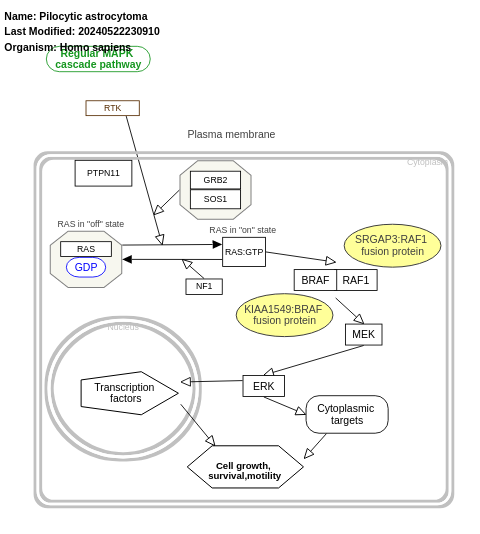 Name: Pilocytic astrocytoma
Last Modified: 20240522230910
Organism: Homo sapiens
Regular MAPK
cascade pathway
RTK
Plasma membrane
Cytoplasm
PTPN11
GRB2
SOS1
RAS in "off" state
RAS in "on" state
SRGAP3:RAF1
fusion protein
RAS
GDP
RAS:GTP
NF1
BRAF
RAF1
KIAA1549:BRAF
fusion protein
Nucleus
MEK
Transcription
factors
ERK
Cytoplasmic
targets
Cell growth,
survival,motility